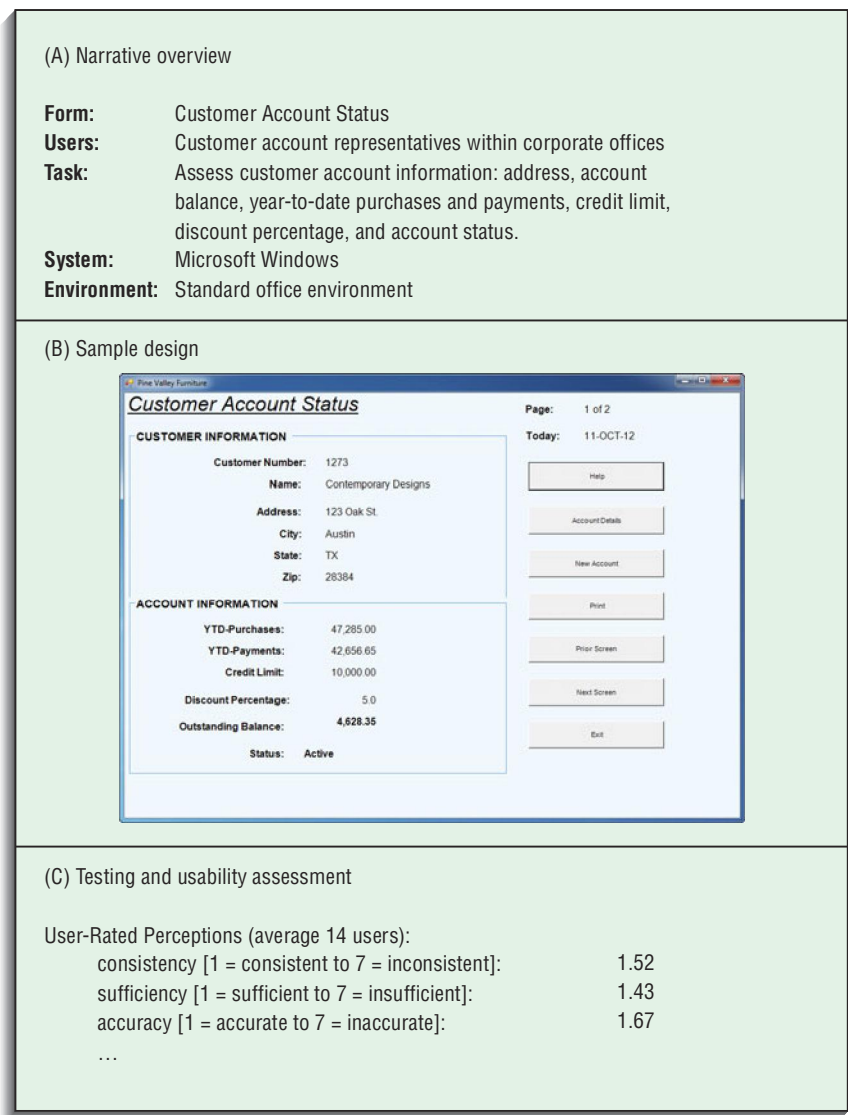 (A) Narrative overview
Form: Customer Account Status
Users: Customer account representatives within corporate offices
Task: Assess customer account information: address, account
balance, year-to-date purchases and payments, credit limit,
discount percentage, and account status.
System: Microsoft Windows
Environment: Standard office environment
(B) Sample design
Pine Valley Furniture
Customer Account Status
Page: 1 of 2
Today: 11-OCT-12
CUSTOMER INFORMATION
Customer Number: 1273
Name: Contemporary Designs
Address: 123 Oak St.
City: Austin
State: TX
Zip: 28384
ACCOUNT INFORMATION
YTD-Purchases: 47,285.00
YTD-Payments: 42,656.65
Credit Limit: 10,000.00
Discount Percentage: 5.0
Outstanding Balance: 4,628.35
Status: Active
Help
Account Details
New Account
Print
Prior Screen
Next Screen
Exit
(C) Testing and usability assessment
User-Rated Perceptions (average 14 users):
consistency [1 = consistent to 7 = inconsistent]: 1.52
sufficiency [1 = sufficient to 7 = insufficient]: 1.43
accuracy [1 = accurate to 7 = inaccurate]: 1.67
…